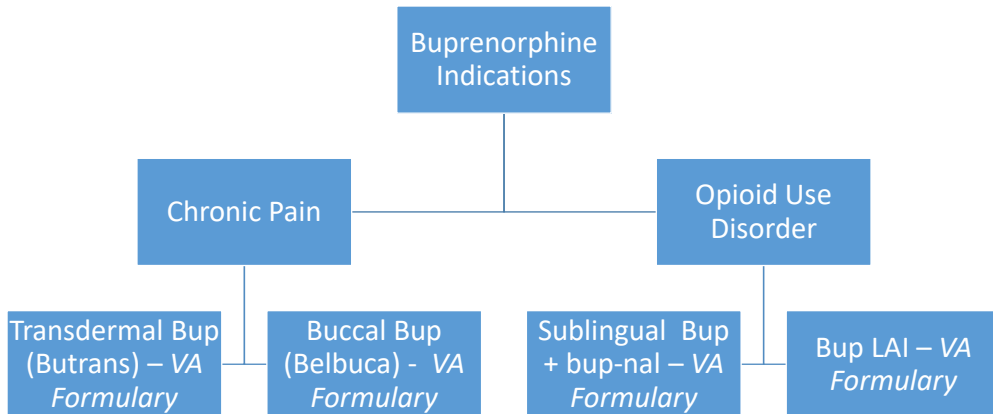 Buprenorphine
Indications
Chronic Pain
Opioid Use
Disorder
Transdermal Bup
(Butrans) – VA
Formulary
Buccal Bup
(Belbuca) - VA
Formulary
Sublingual Bup
+ bup-nal – VA
Formulary
Bup LAI – VA
Formulary